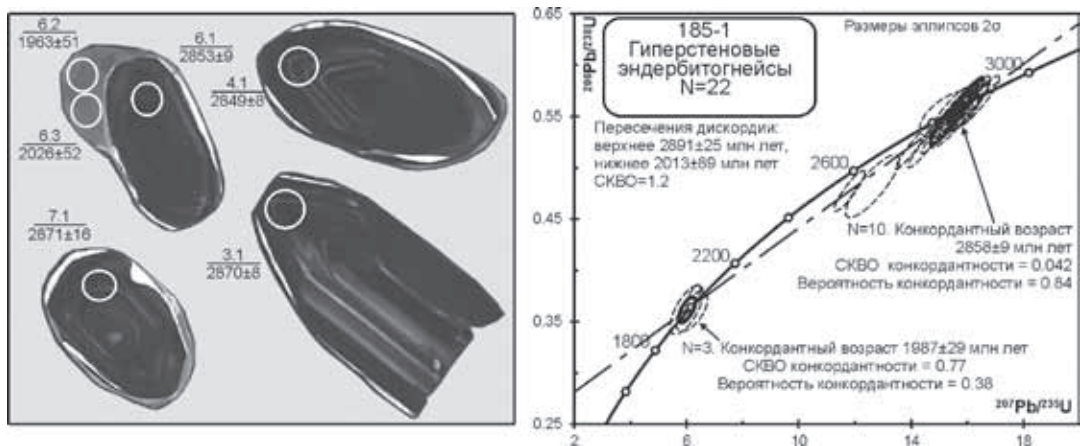 6.2
1963±51
6.1
2853±9
4.1
2849±8
6.3
2026±52
7.1
2871±16
3.1
2870±8
0.65
0.55
0.45
0.35
0.25
²⁰⁶Pb/²³⁸U
185-1
Гиперстеновые
эндербитогнейсы
N=22
Размеры эллипсов 2σ
3000
Пересечения дискордии:
верхнее 2891±25 млн лет,
нижнее 2013±89 млн лет
СКВО=1.2
2600
2200
1800
N=10. Конкордантный возраст
2858±9 млн лет
СКВО конкордантности = 0.042
Вероятность конкордантности = 0.84
N=3. Конкордантный возраст 1987±29 млн лет
СКВО конкордантности = 0.77
Вероятность конкордантности = 0.38
²⁰⁷Pb/²³⁵U
2 6 10 14 18